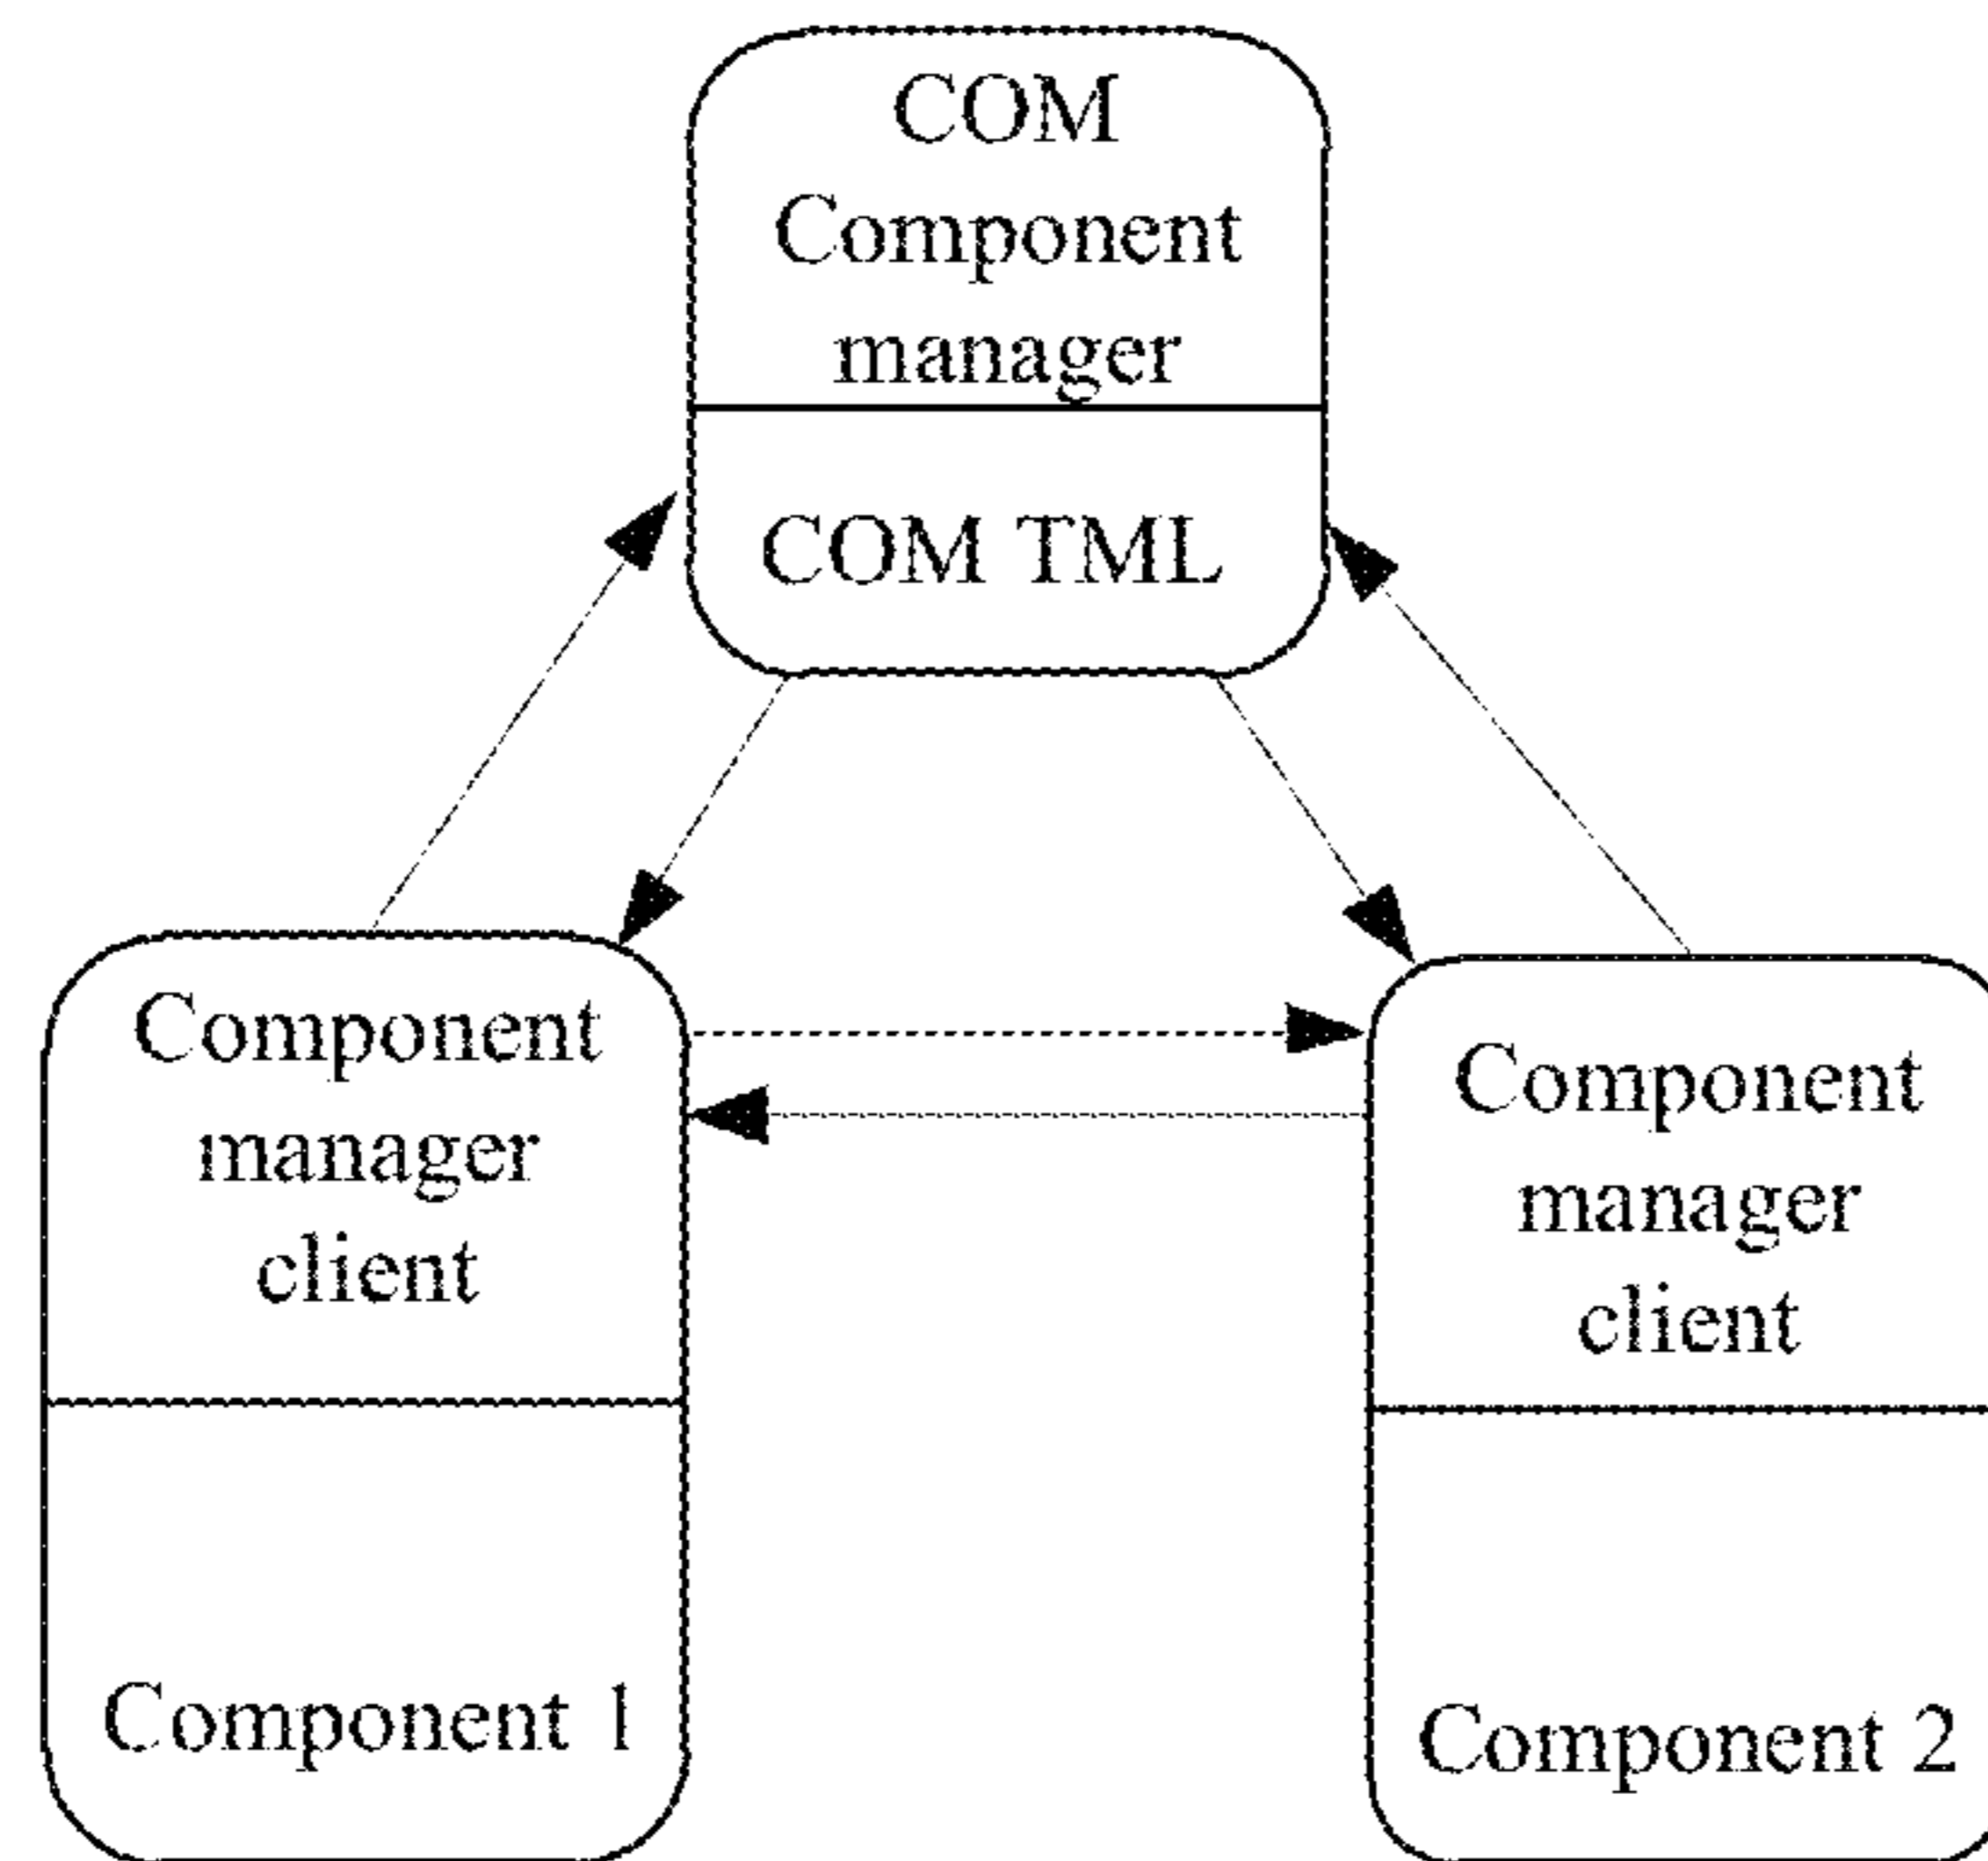 COM
Component
manager
COM TML
Component
manager
client
Component 1
Component
manager
client
Component 2